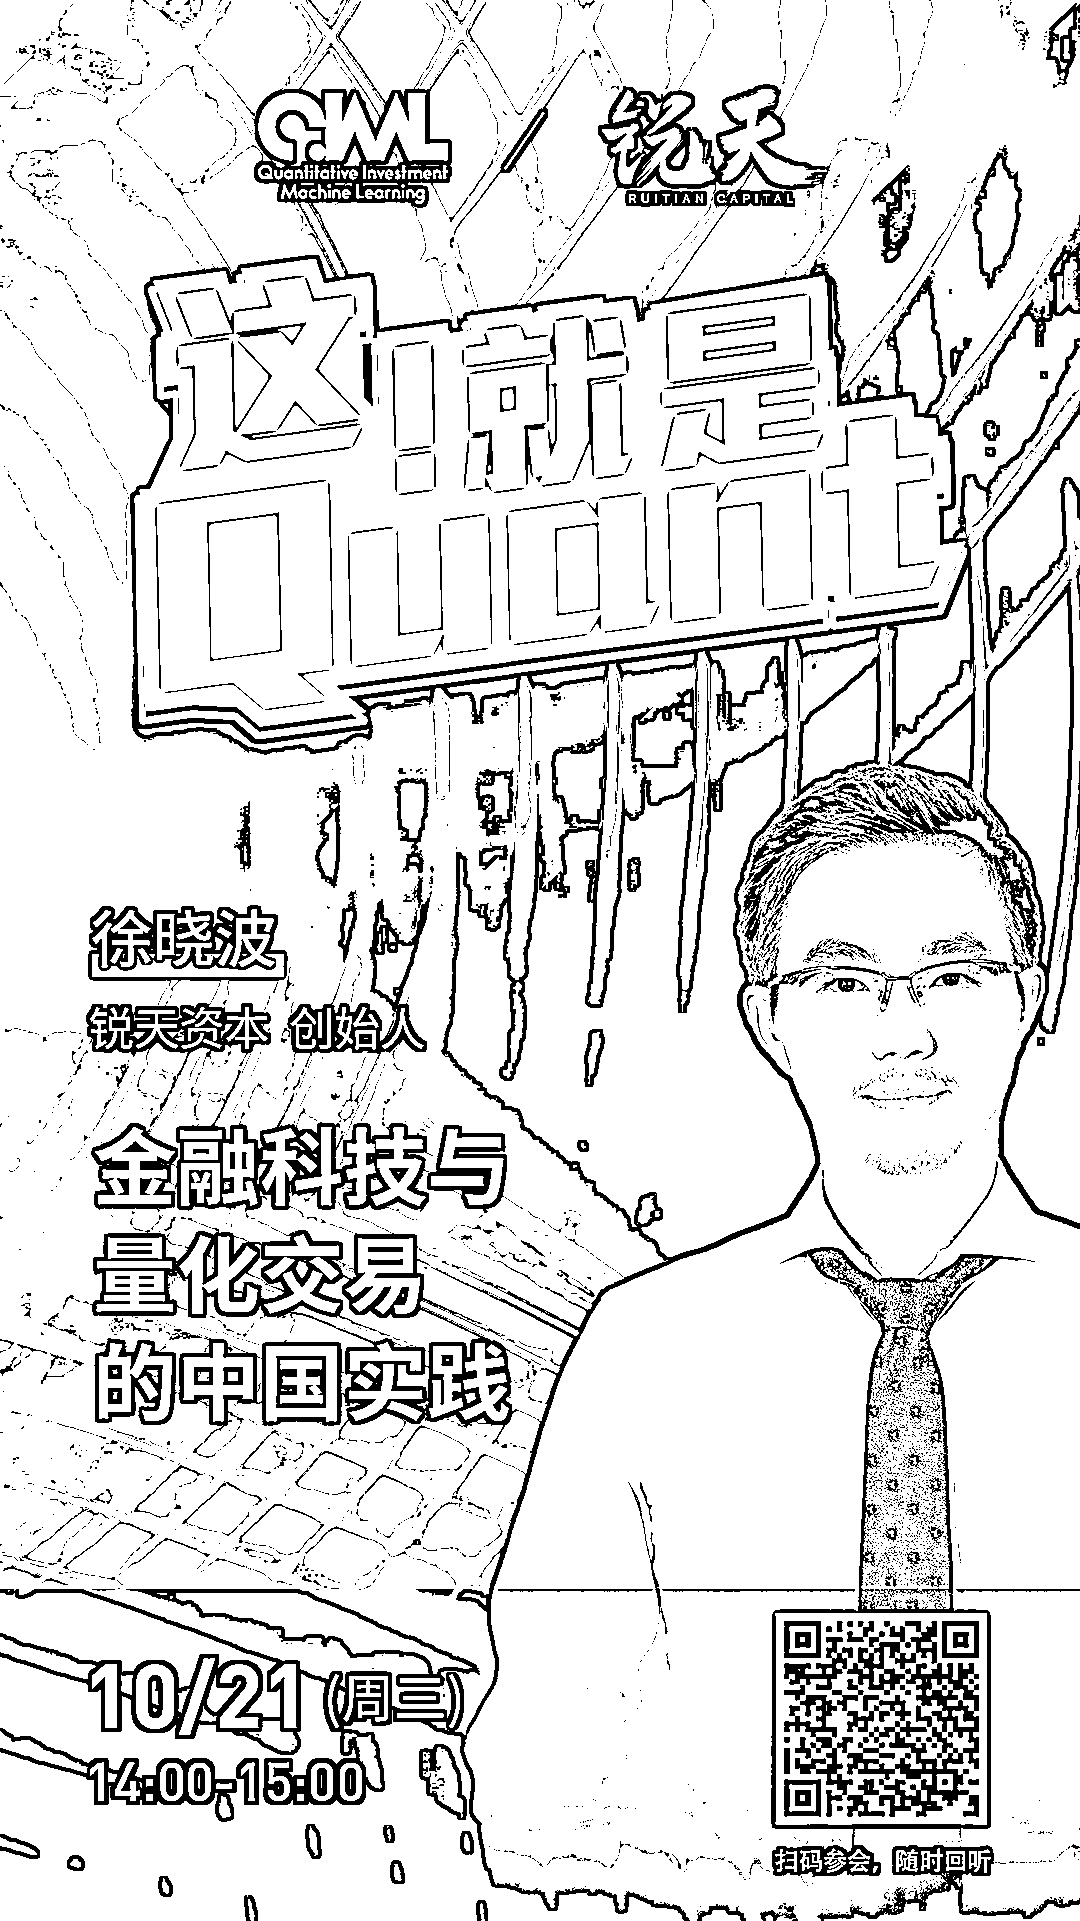 QIML / 锐天
Quantitative Investment
Machine Learning
RUITIAN CAPITAL
这!就是
Quant
徐晓波
锐天资本 创始人
金融科技与
量化交易
的中国实践
10/21 (周三)
14:00-15:00
扫码参会，随时回听